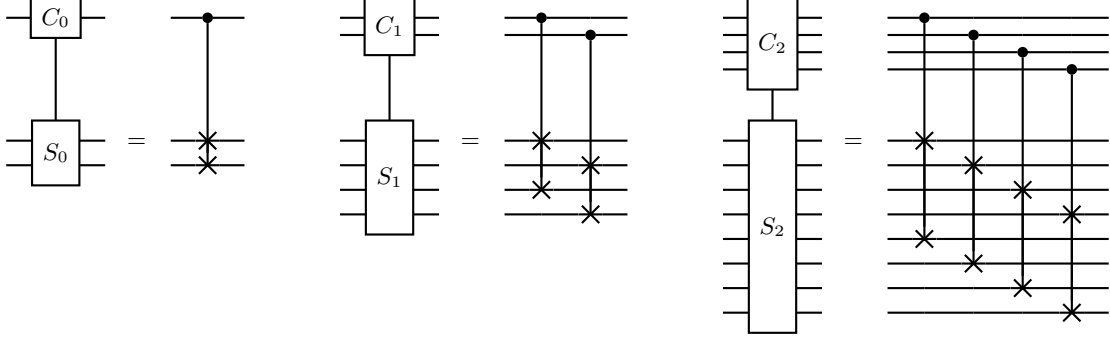 C₀
S₀
=
C₁
S₁
=
C₂
S₂
=